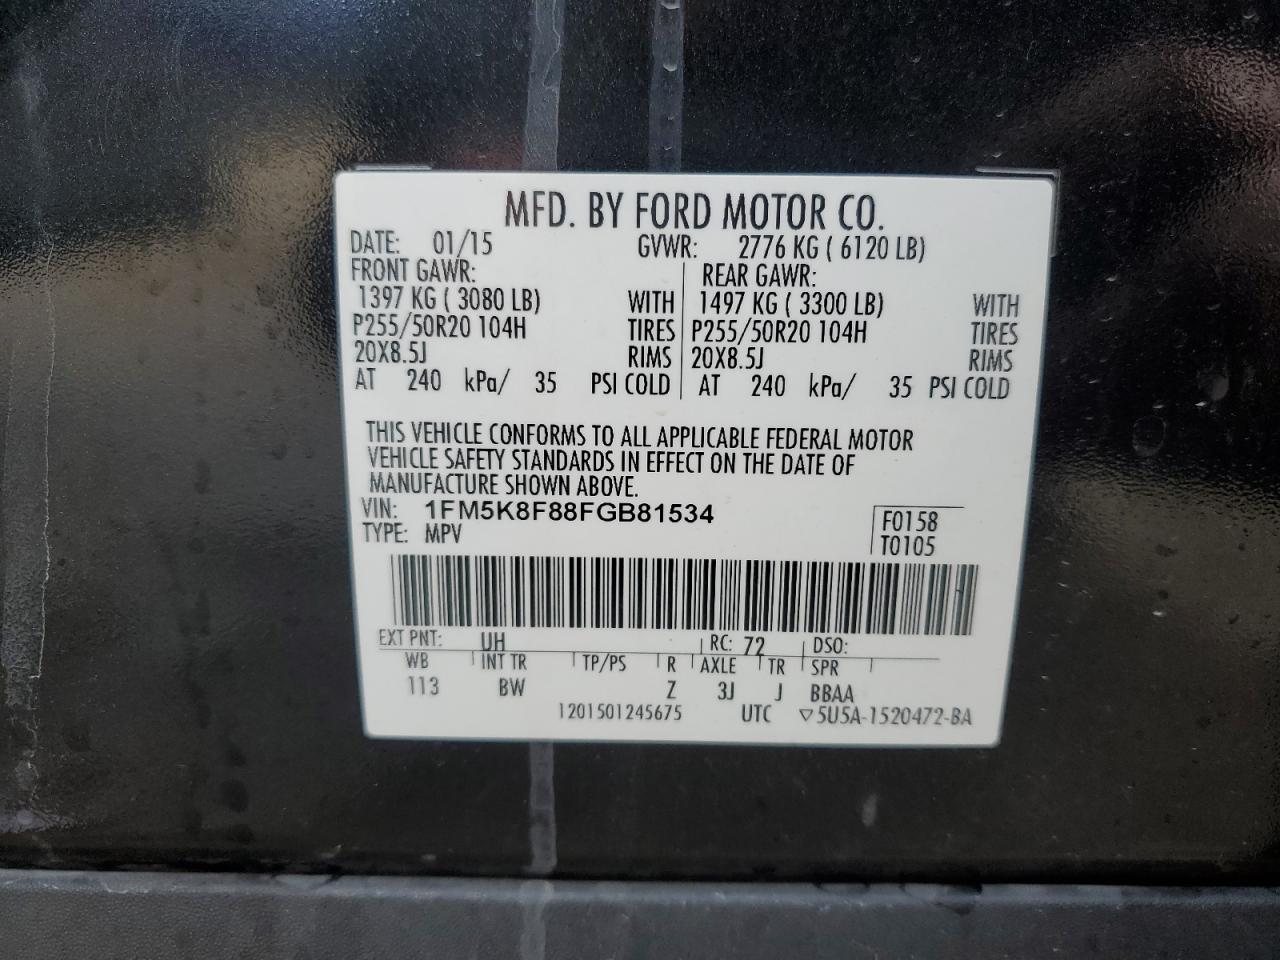 MFD. BY FORD MOTOR CO.
DATE: 01/15 GVWR: 2776 KG ( 6120 LB)
FRONT GAWR: REAR GAWR:
1397 KG ( 3080 LB) WITH 1497 KG ( 3300 LB) WITH
P255/50R20 104H TIRES P255/50R20 104H TIRES
20X8.5J RIMS 20X8.5J RIMS
AT 240 kPa/ 35 PSI COLD AT 240 kPa/ 35 PSI COLD
THIS VEHICLE CONFORMS TO ALL APPLICABLE FEDERAL MOTOR
VEHICLE SAFETY STANDARDS IN EFFECT ON THE DATE OF
MANUFACTURE SHOWN ABOVE.
VIN: 1FM5K8F88FGB81534 F0158
TYPE: MPV T0105
EXT PNT: UH RC: 72 DSO:
WB INT TR TP/PS R AXLE TR SPR
113 BW Z 3J J BBAA
1201501245675 UTC ▽5U5A-1520472-BA